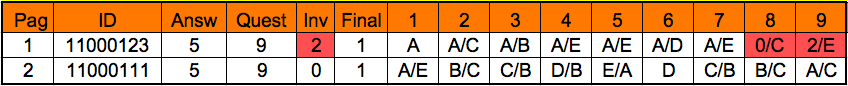 Pag ID Answ Quest Inv Final 1 2 3 4 5 6 7 8 9
1 11000123 5 9 2 1 A A/C A/B A/E A/E A/D A/E 0/C 2/E
2 11000111 5 9 0 1 A/E B/C C/B D/B E/A D C/B B/C A/C